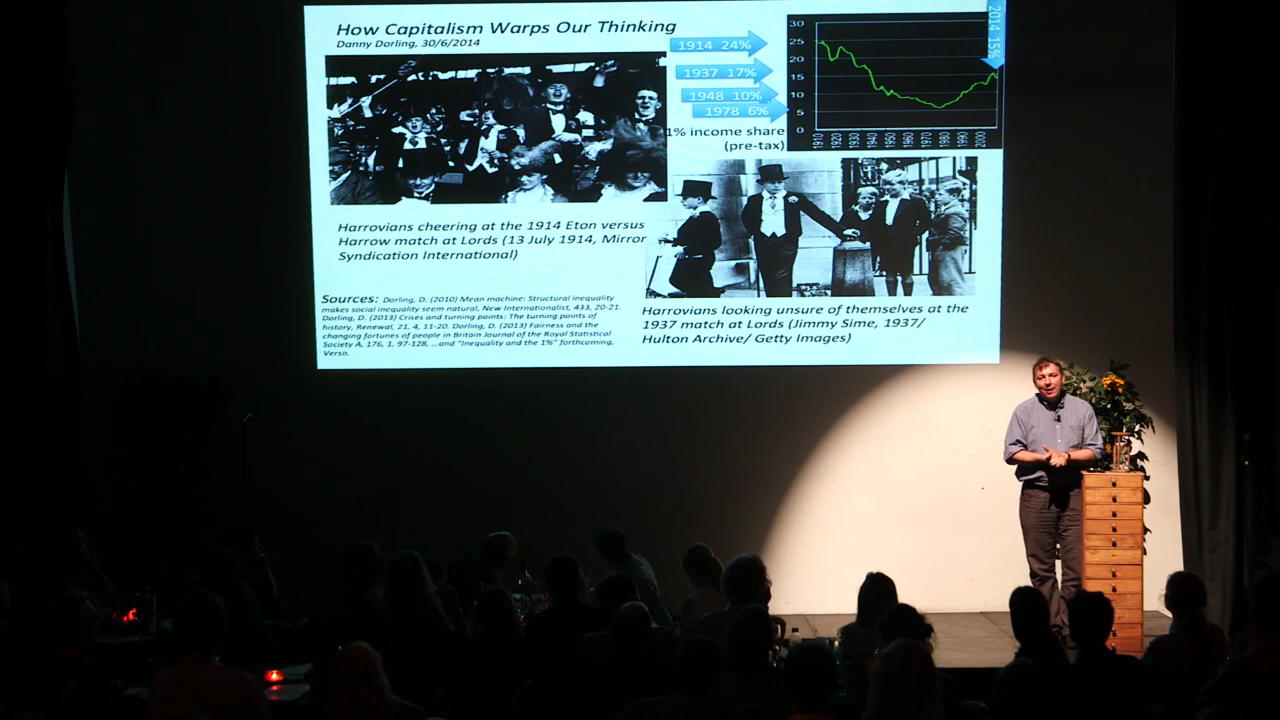 How Capitalism Warps Our Thinking
Danny Dorling, 30/6/2014
1914 24%
1937 17%
1948 10%
1978 6%
1% income share
(pre-tax)
30
25
20
15
10
5
0
1910
1920
1930
1940
1950
1960
1970
1980
1990
2000
2014 15%
Harrovians cheering at the 1914 Eton versus
Harrow match at Lords (13 July 1914, Mirror
Syndication International)
Sources: Dorling, D. (2010) Mean machine: Structural inequality
makes social inequality seem natural, New Internationalist, 433, 20-21.
Dorling, D. (2013) Crises and turning points: The turning points of
history, Renewal, 21, 4, 11-20. Dorling, D. (2013) Fairness and the
changing fortunes of people in Britain Journal of the Royal Statistical
Society A, 176, 1, 97-128, ...and "Inequality and the 1%" forthcoming,
Verso.
Harrovians looking unsure of themselves at the
1937 match at Lords (Jimmy Sime, 1937/
Hulton Archive/ Getty Images)